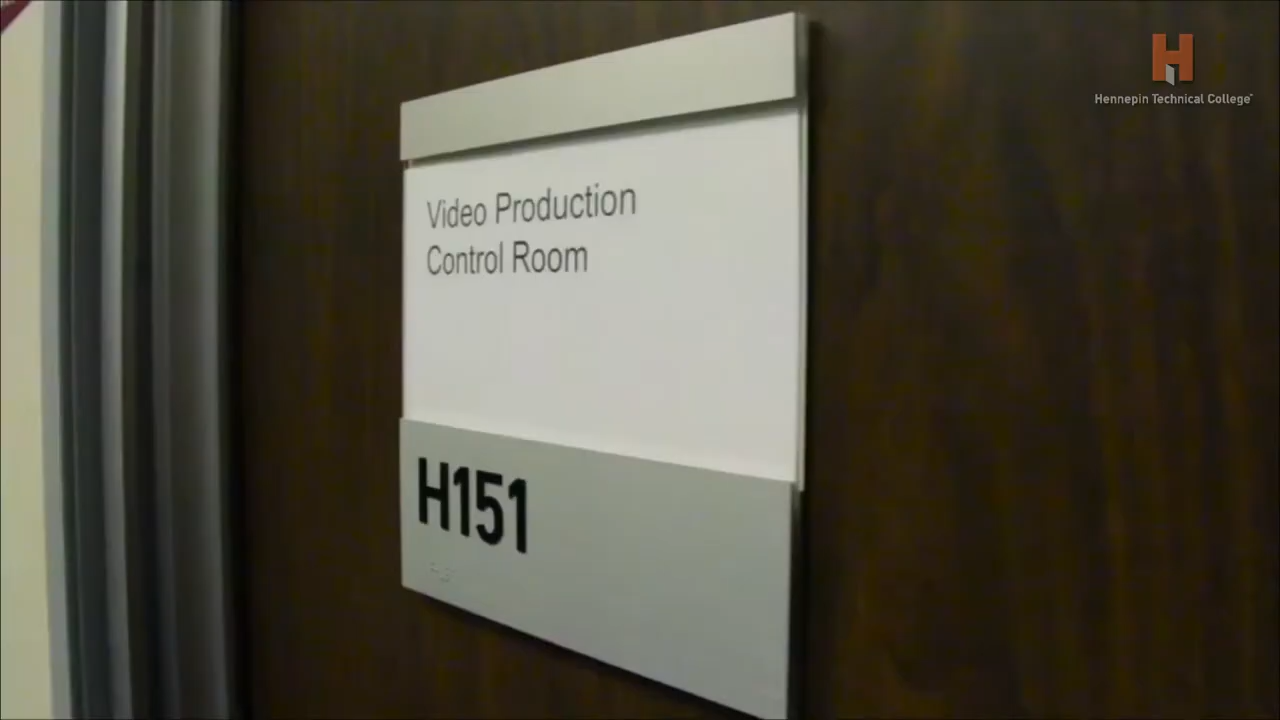 H
Hennepin Technical College
Video Production
Control Room
H151